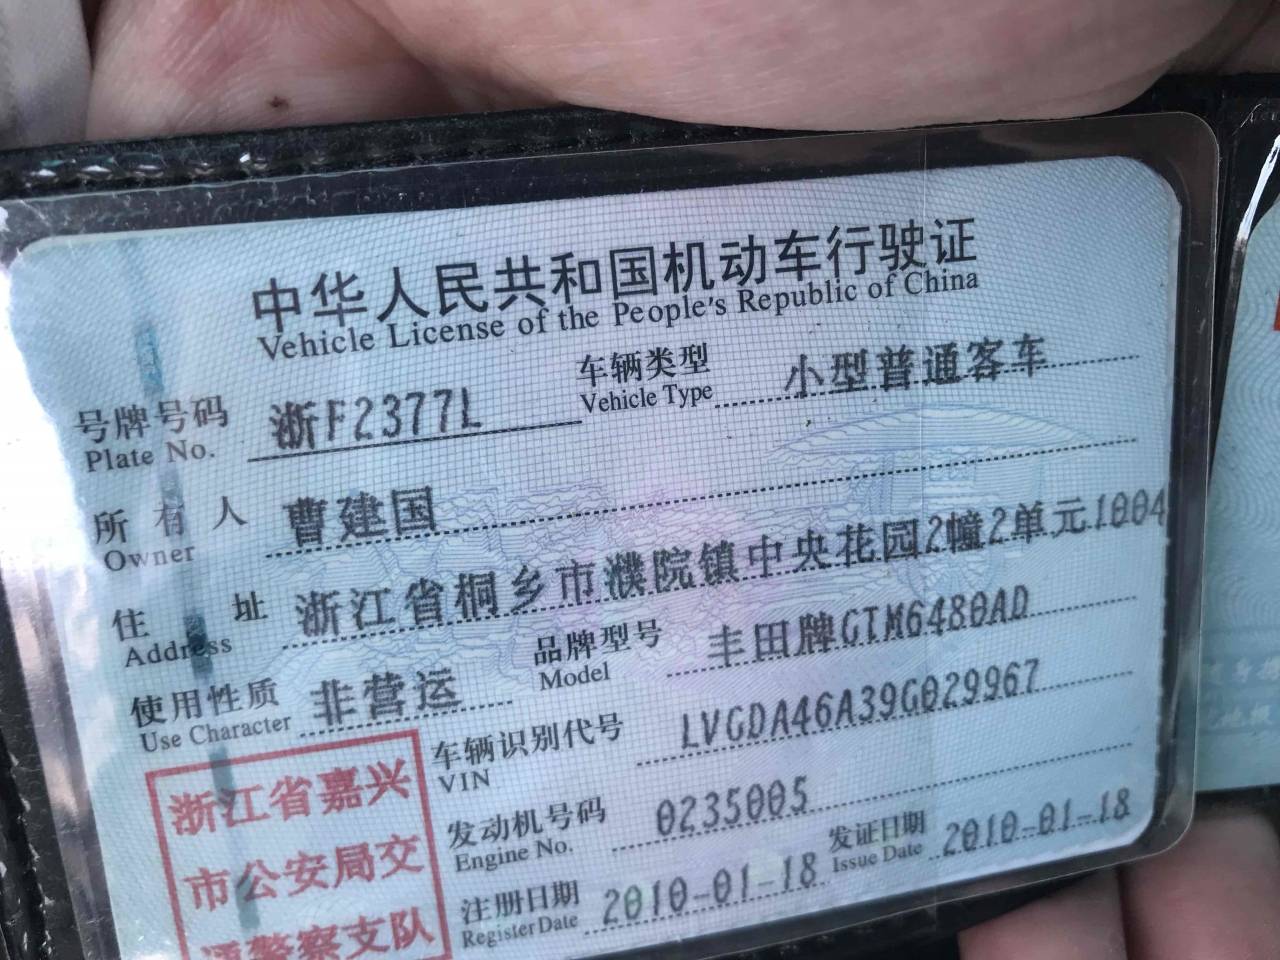 中华人民共和国机动车行驶证
Vehicle License of the People's Republic of China
号牌号码 浙F2377L 车辆类型 小型普通客车
Plate No. Vehicle Type
所有人 曹建国
Owner
住址 浙江省桐乡市濮院镇中央花园2幢2单元1004
Address
品牌型号 丰田牌GTM6480AD
Model
使用性质 非营运
Use Character
车辆识别代号 LVGDA46A39G029967
VIN
发动机号码 0235005
Engine No.
发证日期 2010-01-18
Issue Date
注册日期 2010-01-18
Register Date
浙江省嘉兴
市公安局交
通警察支队